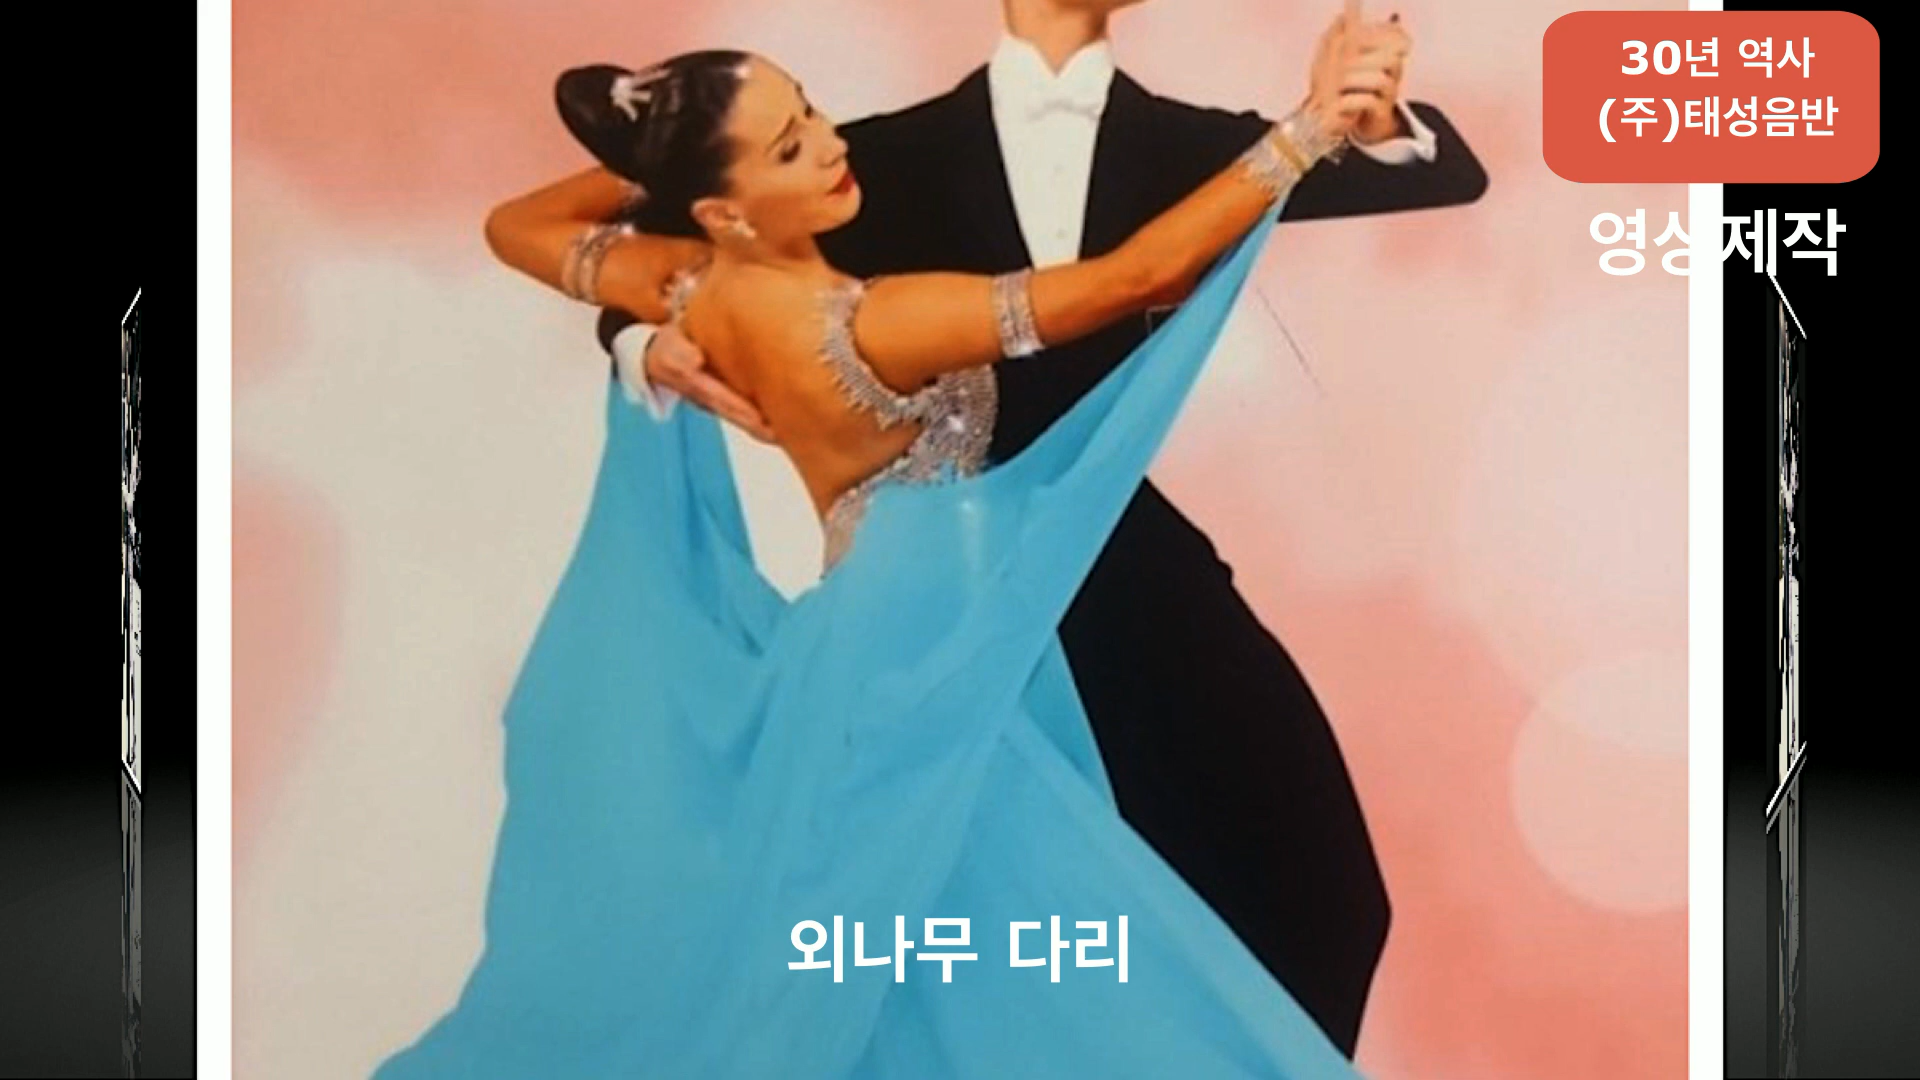 30년 역사
(주)태성음반
영상제작
외나무 다리